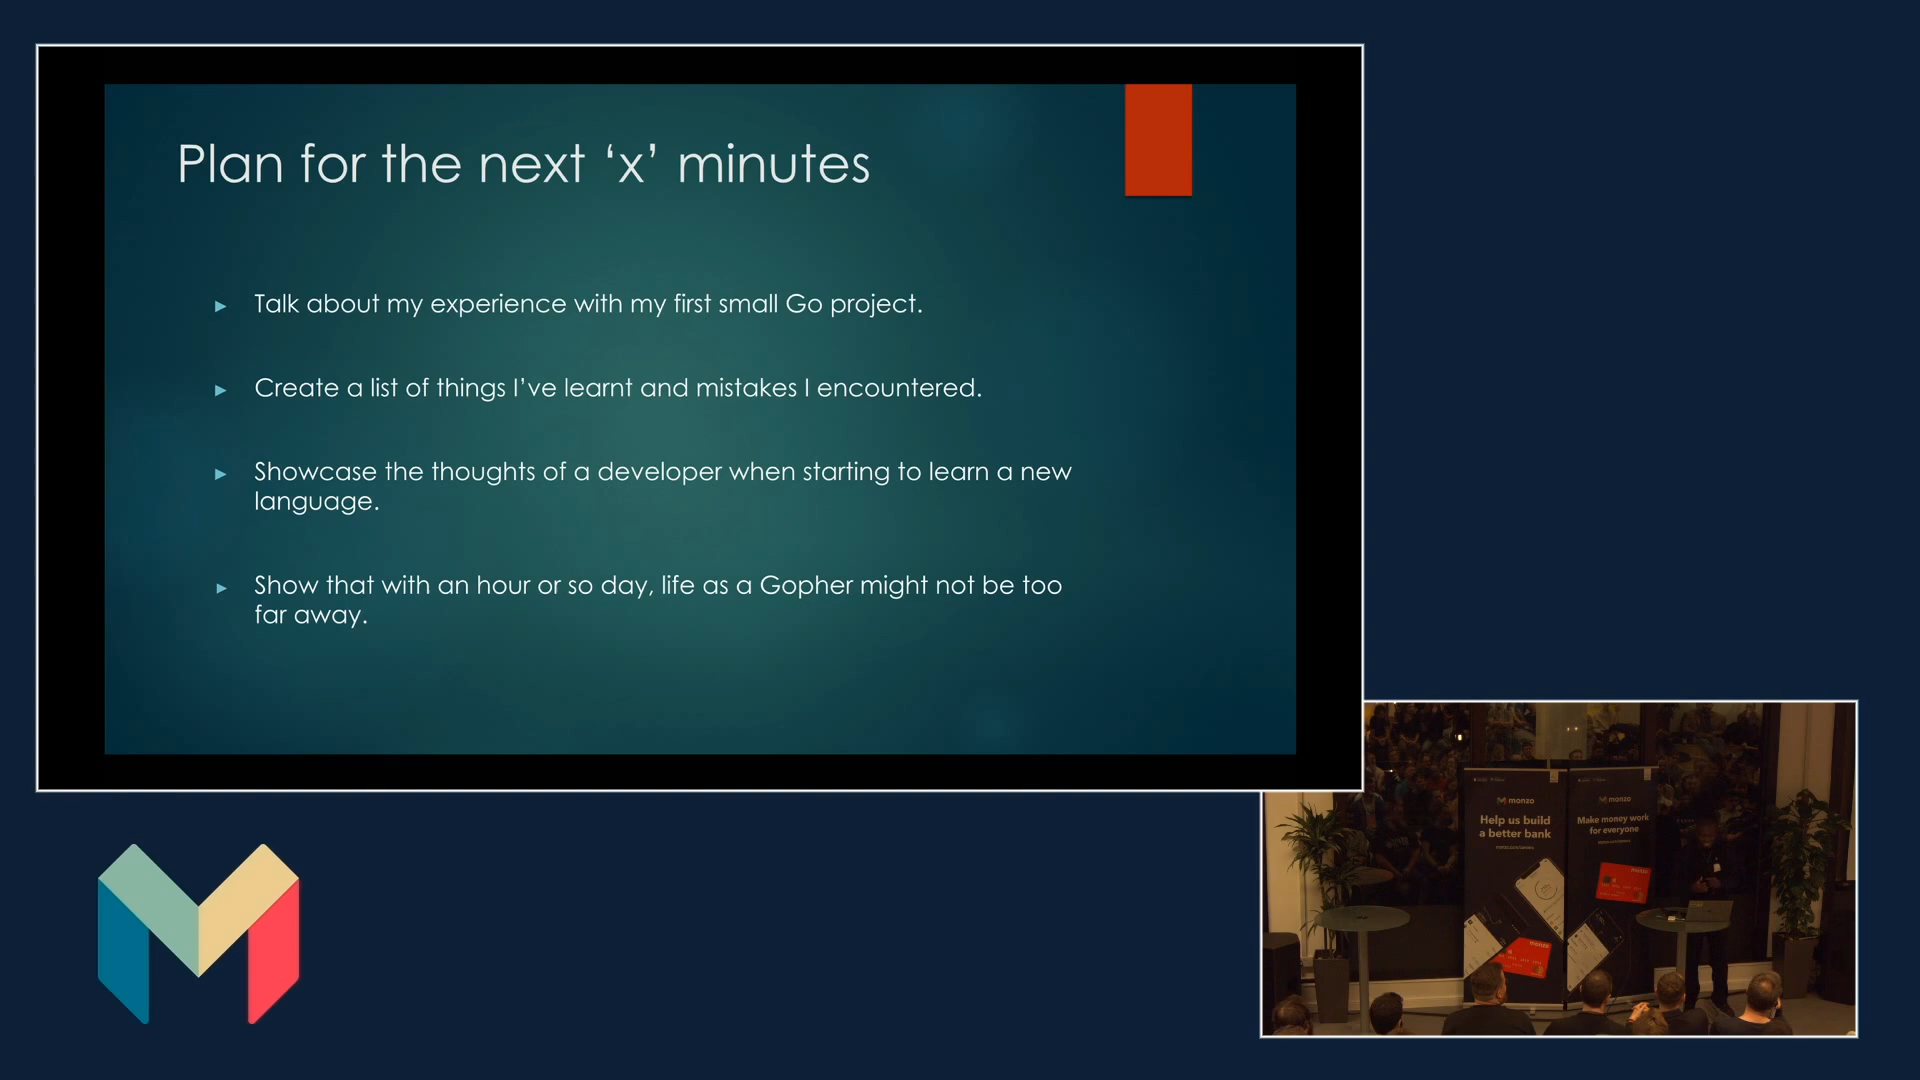 Plan for the next ‘x’ minutes
Talk about my experience with my first small Go project.
Create a list of things I’ve learnt and mistakes I encountered.
Showcase the thoughts of a developer when starting to learn a new
language.
Show that with an hour or so day, life as a Gopher might not be too
far away.
monzo
Help us build
a better bank
monzo
Make money work
for everyone
monzo
monzo